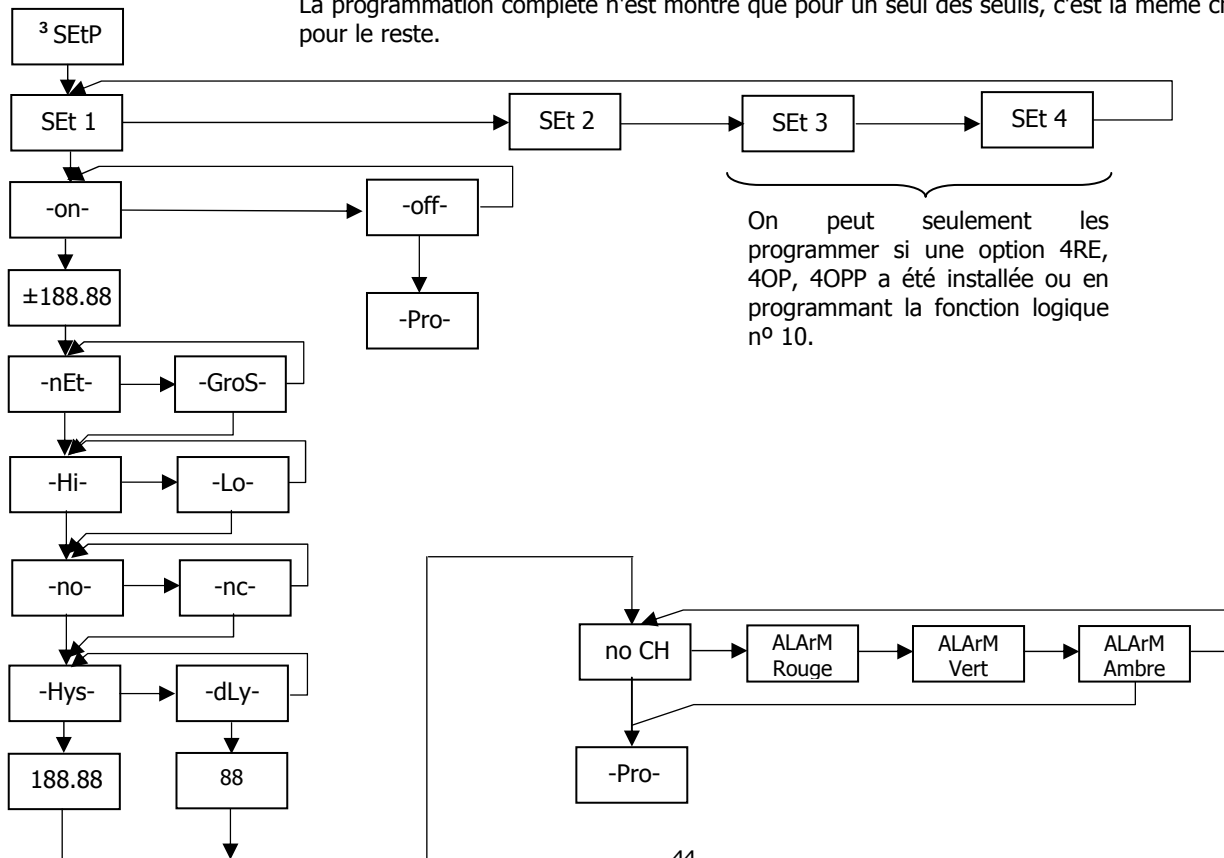 La programmation complète n'est montré que pour un seul des seuils, c'est la même
pour le reste.
³ SEtP
SEt 1
SEt 2
SEt 3
SEt 4
-on-
-off-
-Pro-
On peut seulement les
programmer si une option 4RE,
4OP, 4OPP a été installée ou en
programmant la fonction logique
nº 10.
±188.88
-nEt-
-GroS-
-Hi-
-Lo-
-no-
-nc-
-Hys-
-dLy-
188.88
88
no CH
ALArM
Rouge
ALArM
Vert
ALArM
Ambre
-Pro-
44